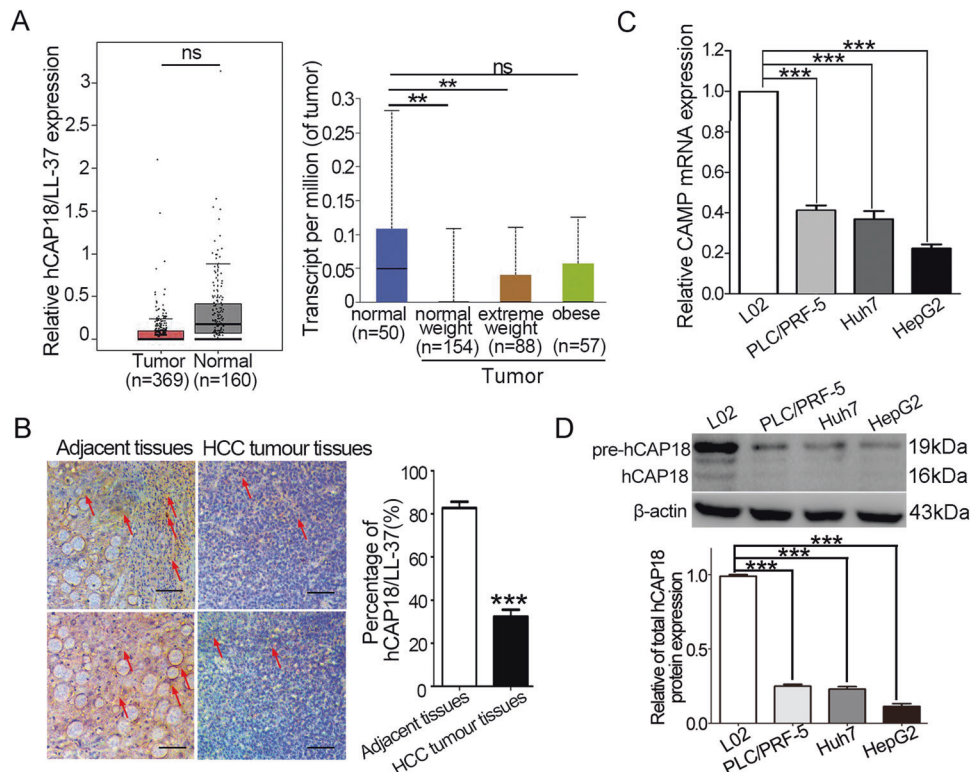 A
Relative hCAP18/LL-37 expression
3
2.5
2
1.5
1
0.5
0
ns
Tumor
(n=369)
Normal
(n=160)
Transcript per million (of tumor)
0.3
0.25
0.2
0.15
0.1
0.05
0
ns
**
**
normal
(n=50)
normal
weight
(n=154)
extreme
weight
(n=88)
obese
(n=57)
Tumor
B
Adjacent tissues
HCC tumour tissues
Percentage of
hCAP18/LL-37(%)
100
80
60
40
20
0
***
Adjacent tissues
HCC tumour tissues
C
Relative CAMP mRNA expression
1.2
1.0
0.8
0.6
0.4
0.2
0.0
***
***
***
L02
PLC/PRF-5
Huh7
HepG2
D
L02
PLC/PRF-5
Huh7
HepG2
pre-hCAP18
19kDa
hCAP18
16kDa
β-actin
43kDa
Relative of total hCAP18
protein expression
1.0
0.5
0.0
***
***
***
L02
PLC/PRF-5
Huh7
HepG2